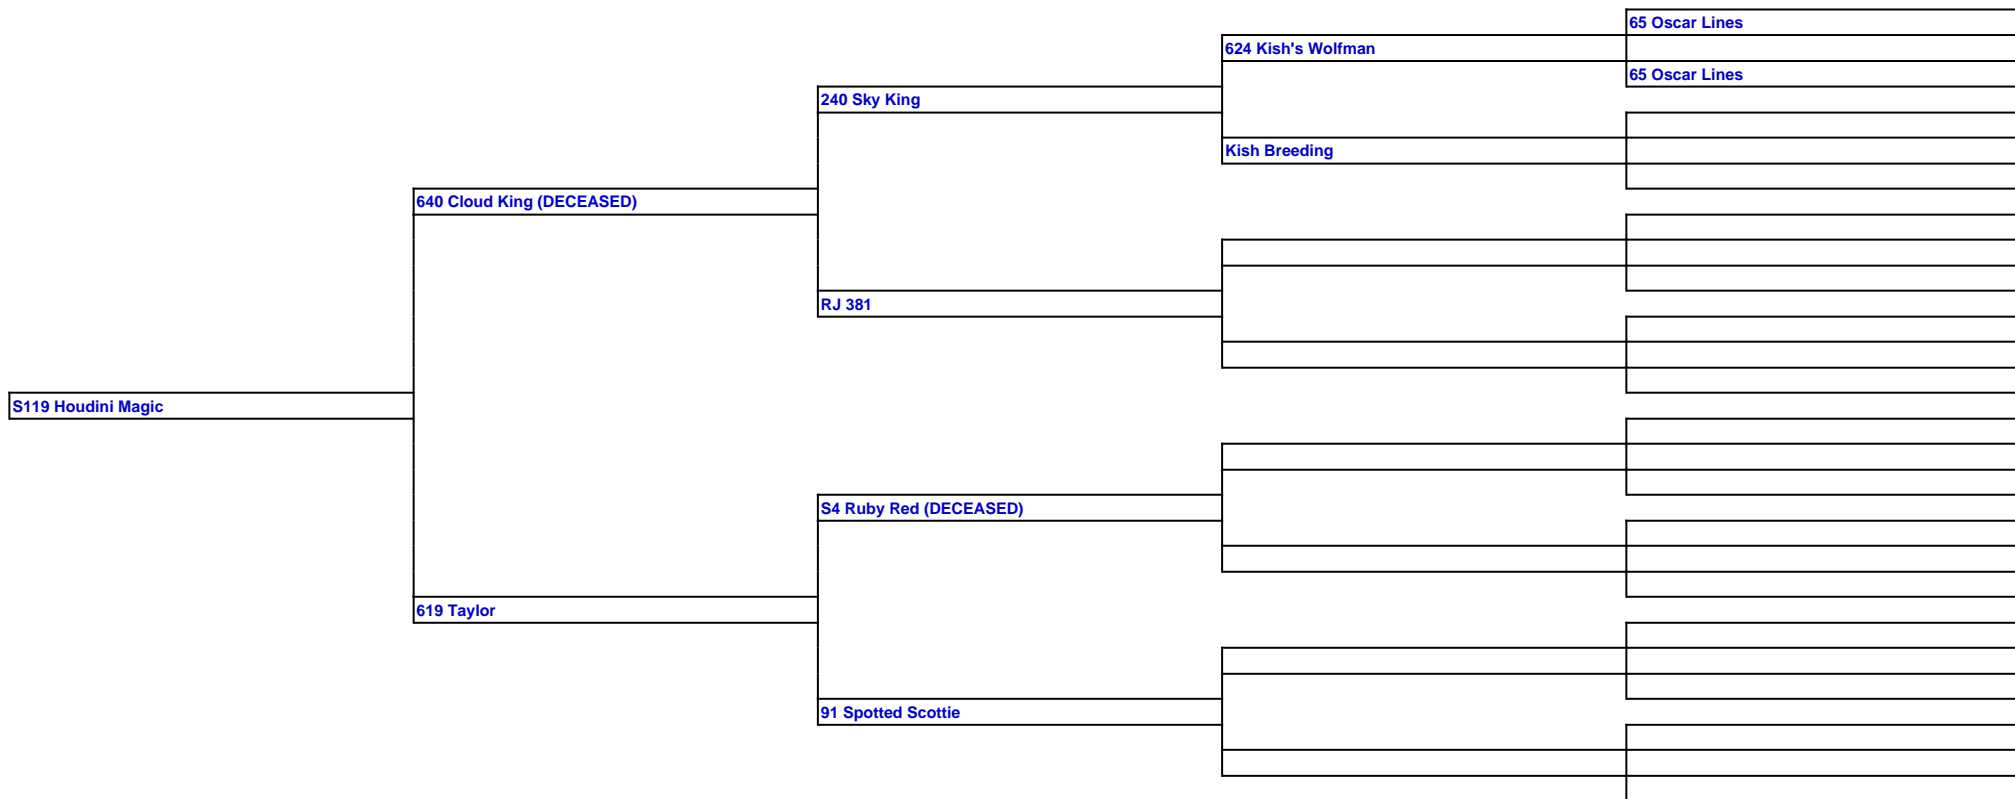 65 Oscar Lines
624 Kish's Wolfman
65 Oscar Lines
240 Sky King
Kish Breeding
640 Cloud King (DECEASED)
RJ 381
S119 Houdini Magic
S4 Ruby Red (DECEASED)
619 Taylor
91 Spotted Scottie